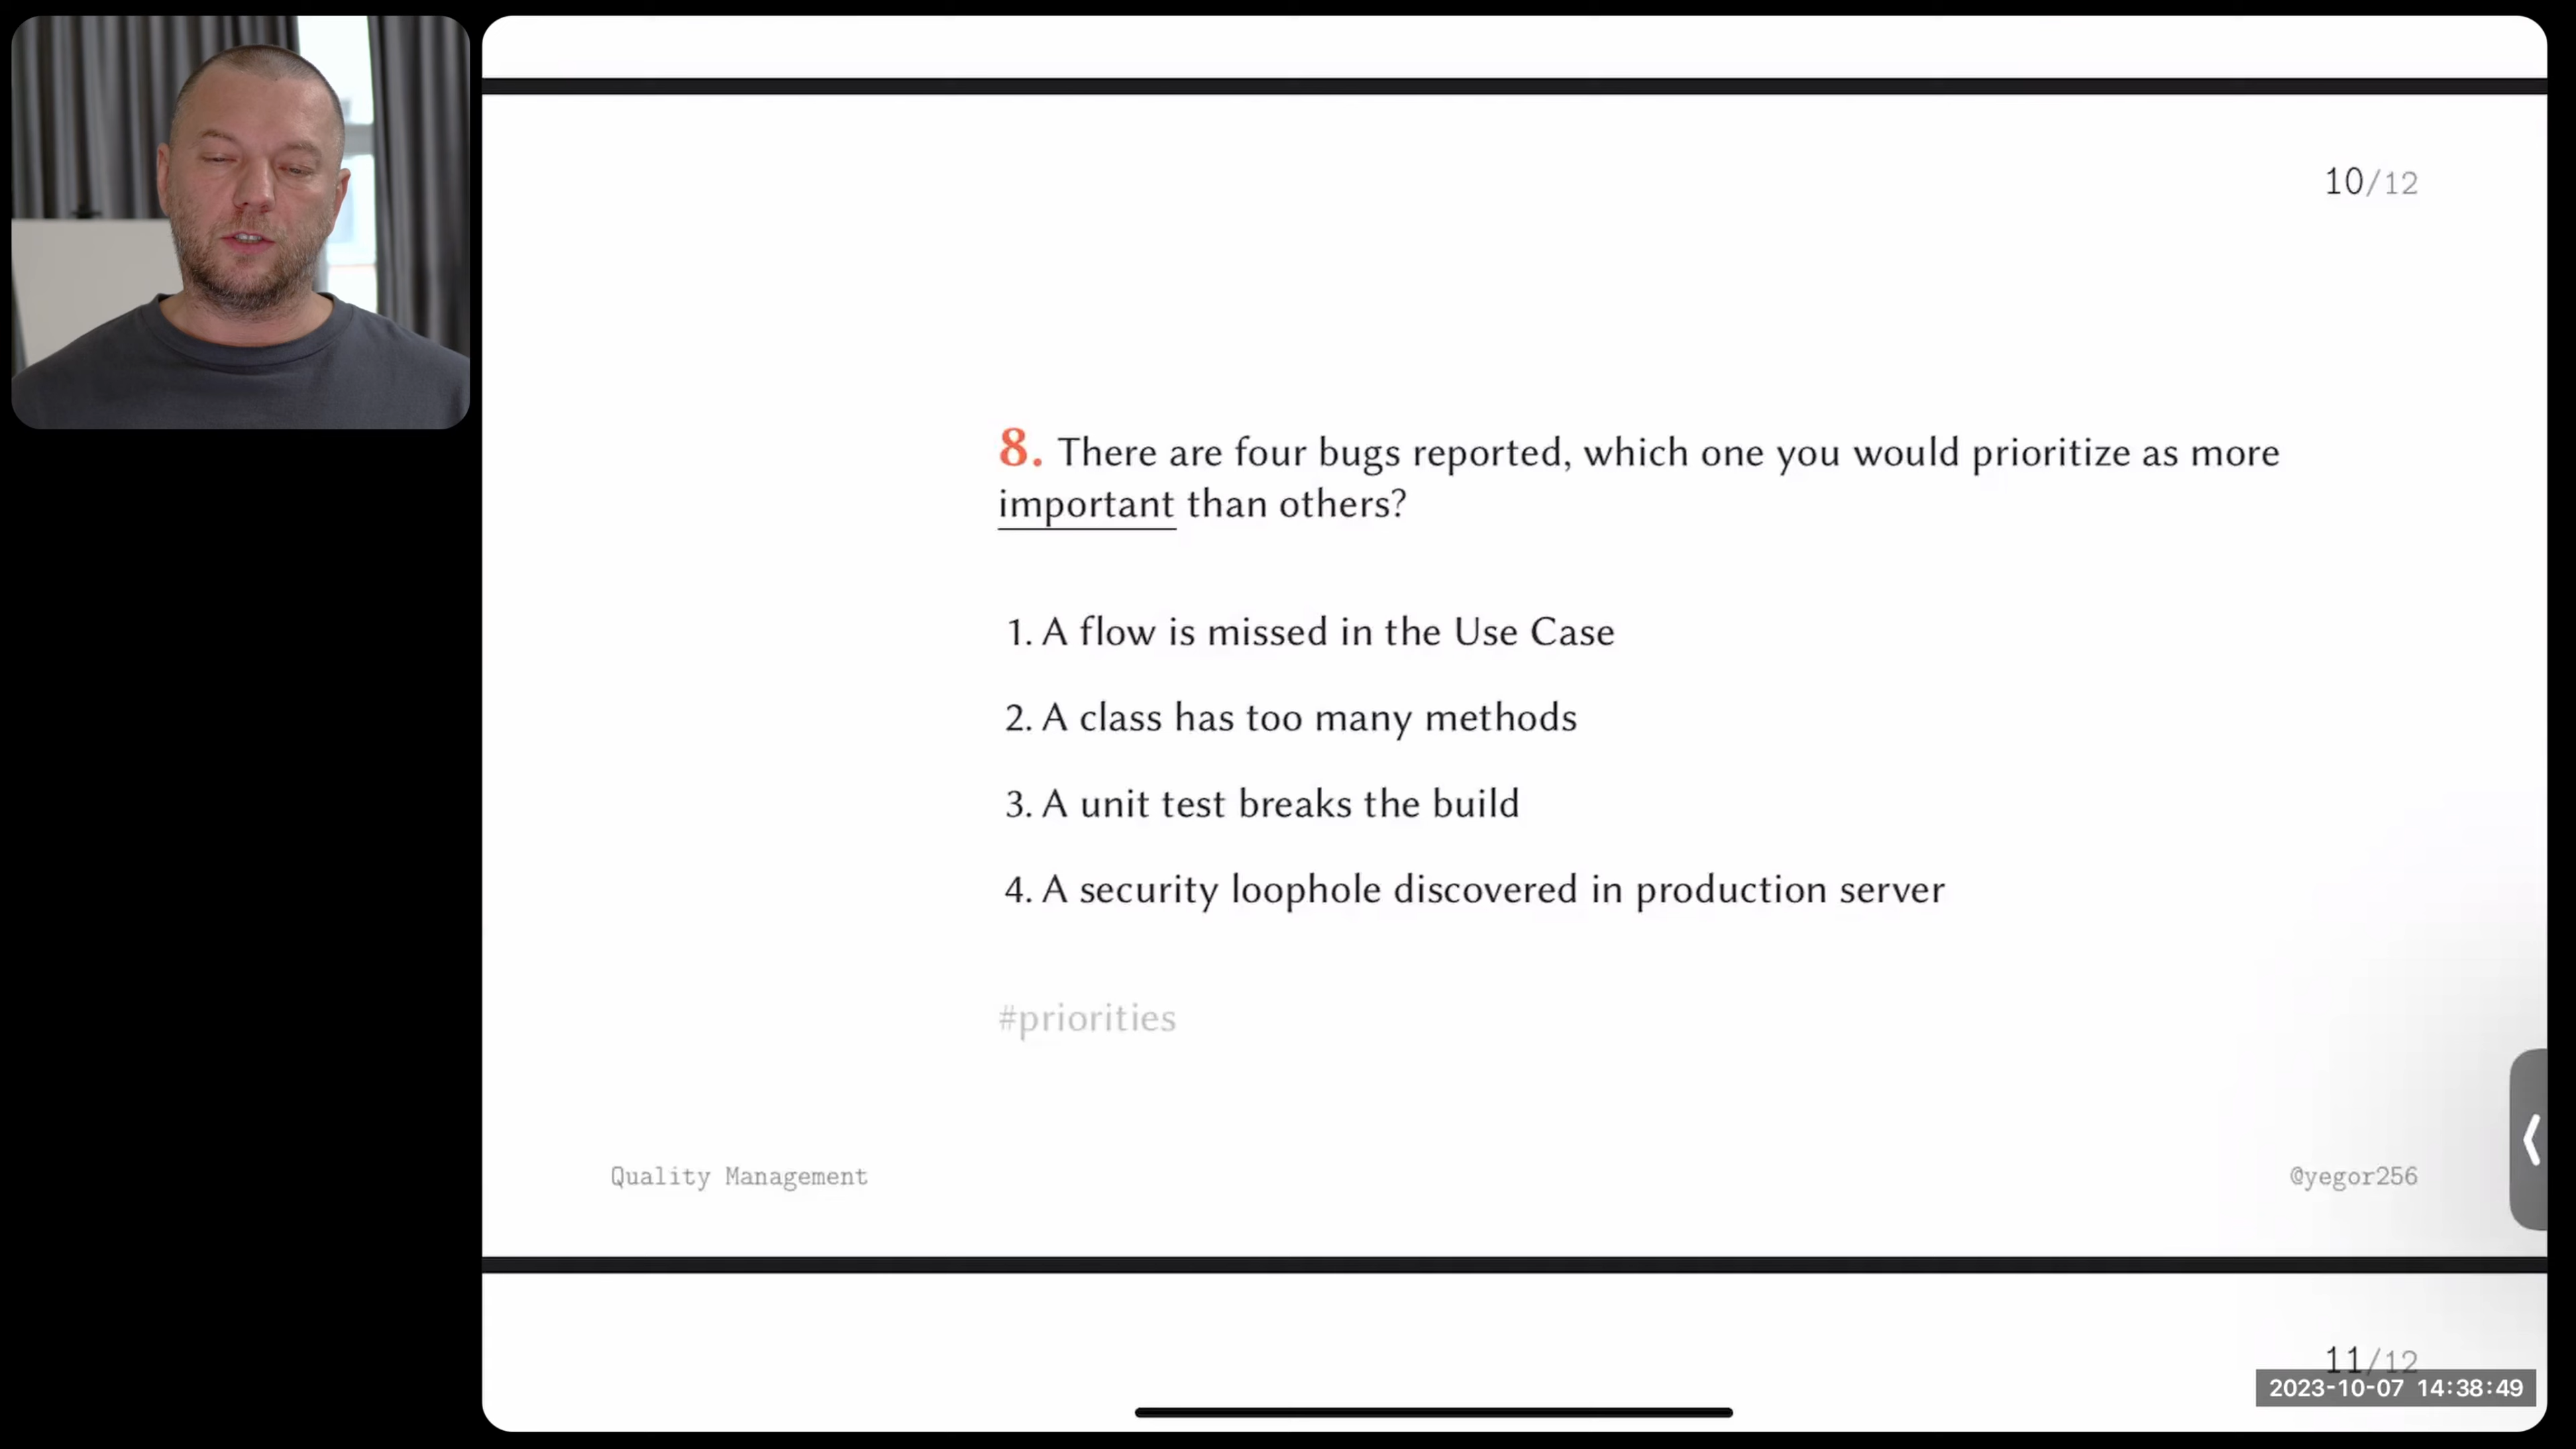 10/12
8. There are four bugs reported, which one you would prioritize as more
important than others?
1. A flow is missed in the Use Case
2. A class has too many methods
3. A unit test breaks the build
4. A security loophole discovered in production server
#priorities
Quality Management
@yegor256
11/12
2023-10-07 14:38:49